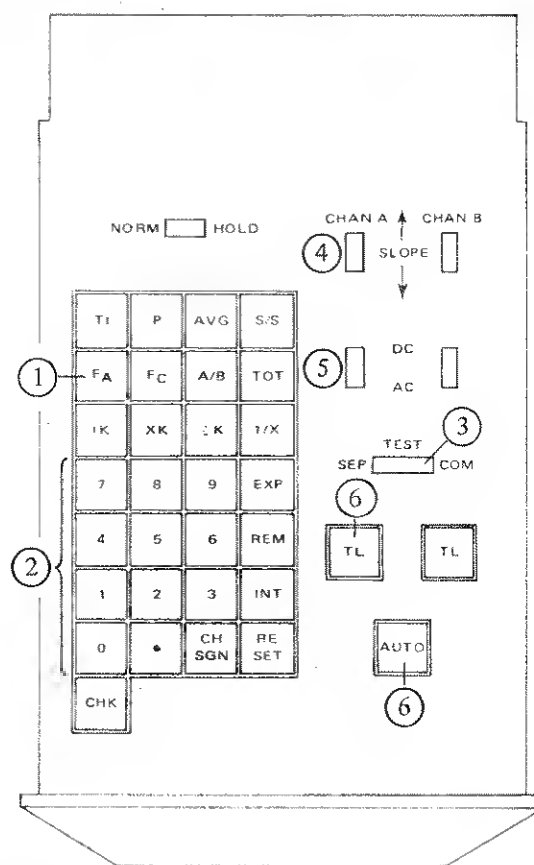 NORM HOLD
CHAN A CHAN B
4 SLOPE
TI P AVG S/S
1 FA FC A/B TOT
5 DC
AC
XK 1/X
TEST
SEP COM 3
7 8 9 EXP
6
4 5 6 REM
TL TL
2
1 2 3 INT
0 • CH SGN RE SET
AUTO
CHK
6